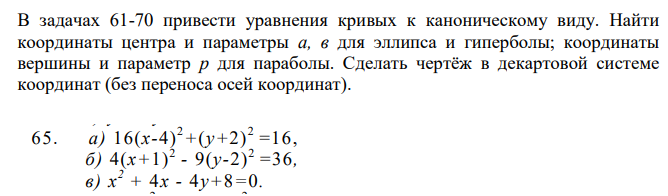 В задачах 61-70 привести уравнения кривых к каноническому виду. Найти
координаты центра и параметры а, в для эллипса и гиперболы; координаты
вершины и параметр р для параболы. Сделать чертёж в декартовой системе
координат (без переноса осей координат).
65. а) 16(x-4)²+(y+2)² =16,
б) 4(x+1)² - 9(y-2)² =36,
в) x² + 4x - 4y+8=0.